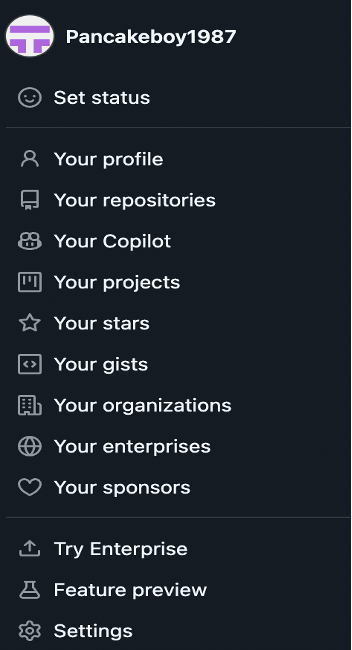 Pancakeboy1987
Set status
Your profile
Your repositories
Your Copilot
Your projects
Your stars
Your gists
Your organizations
Your enterprises
Your sponsors
Try Enterprise
Feature preview
Settings